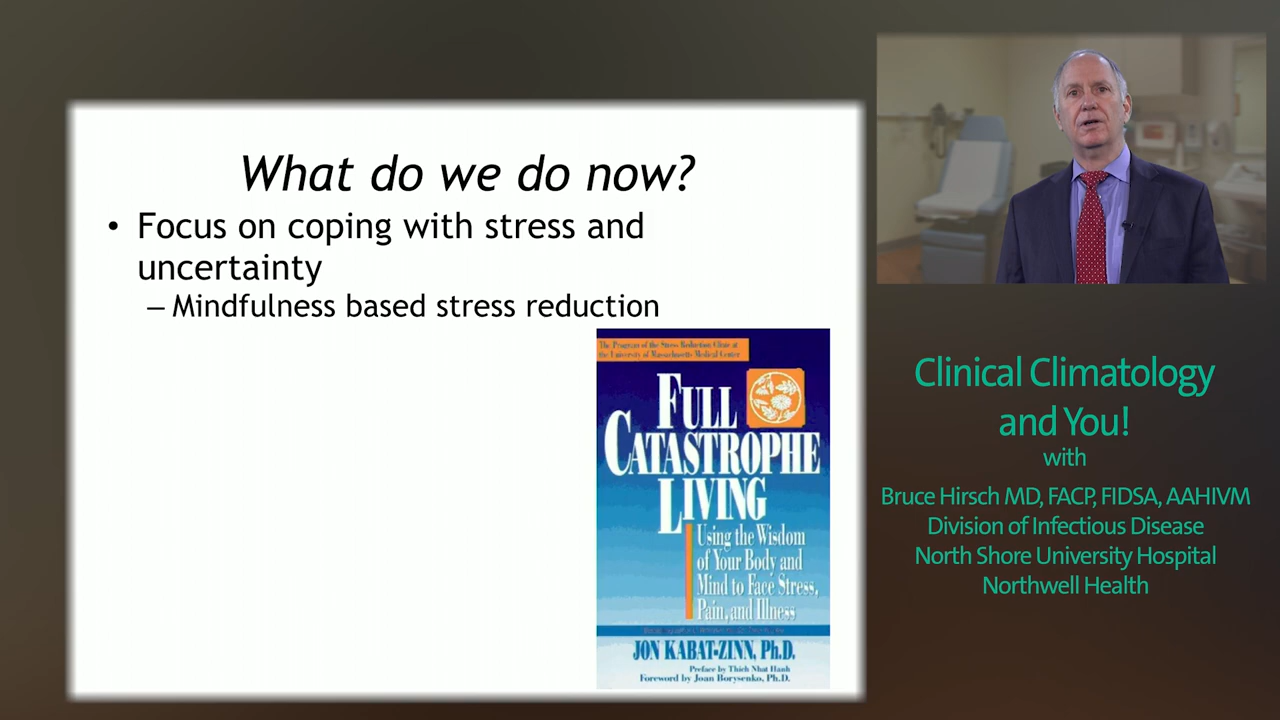 What do we do now?
• Focus on coping with stress and
uncertainty
– Mindfulness based stress reduction
The Program of the Stress Reduction Clinic at
the University of Massachusetts Medical Center
FULL
CATASTROPHE
LIVING
Using the Wisdom
of Your Body and
Mind to Face Stress,
Pain, and Illness
JON KABAT-ZINN, Ph.D.
Preface by Thich Nhat Hanh
Foreword by Joan Borysenko, Ph.D.
Clinical Climatology
and You!
with
Bruce Hirsch MD, FACP, FIDSA, AAHIVM
Division of Infectious Disease
North Shore University Hospital
Northwell Health